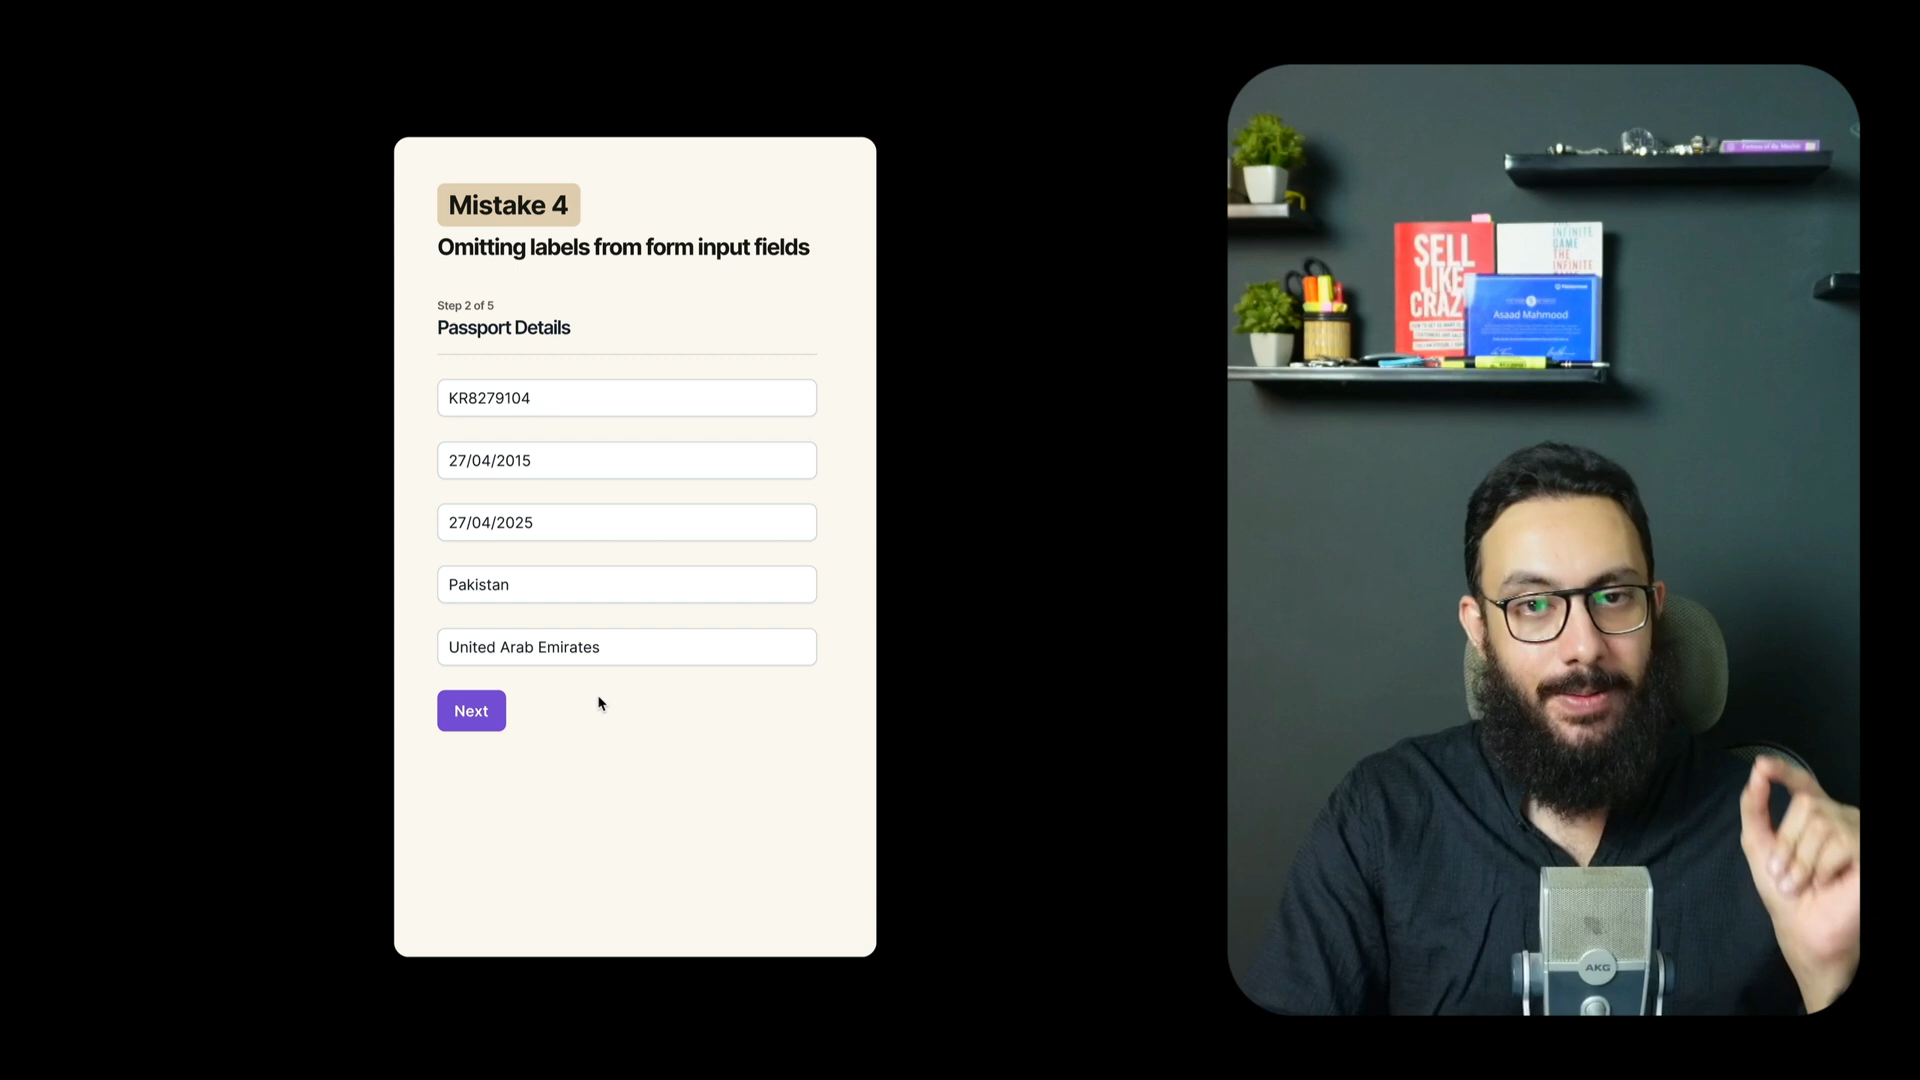 Mistake 4
Omitting labels from form input fields
Step 2 of 5
Passport Details
KR8279104
27/04/2015
27/04/2025
Pakistan
United Arab Emirates
Next
SELL
LIKE
CRAZ
INFINITE
GAME
THE
INFINITE
Asaad Mahmood
AKG